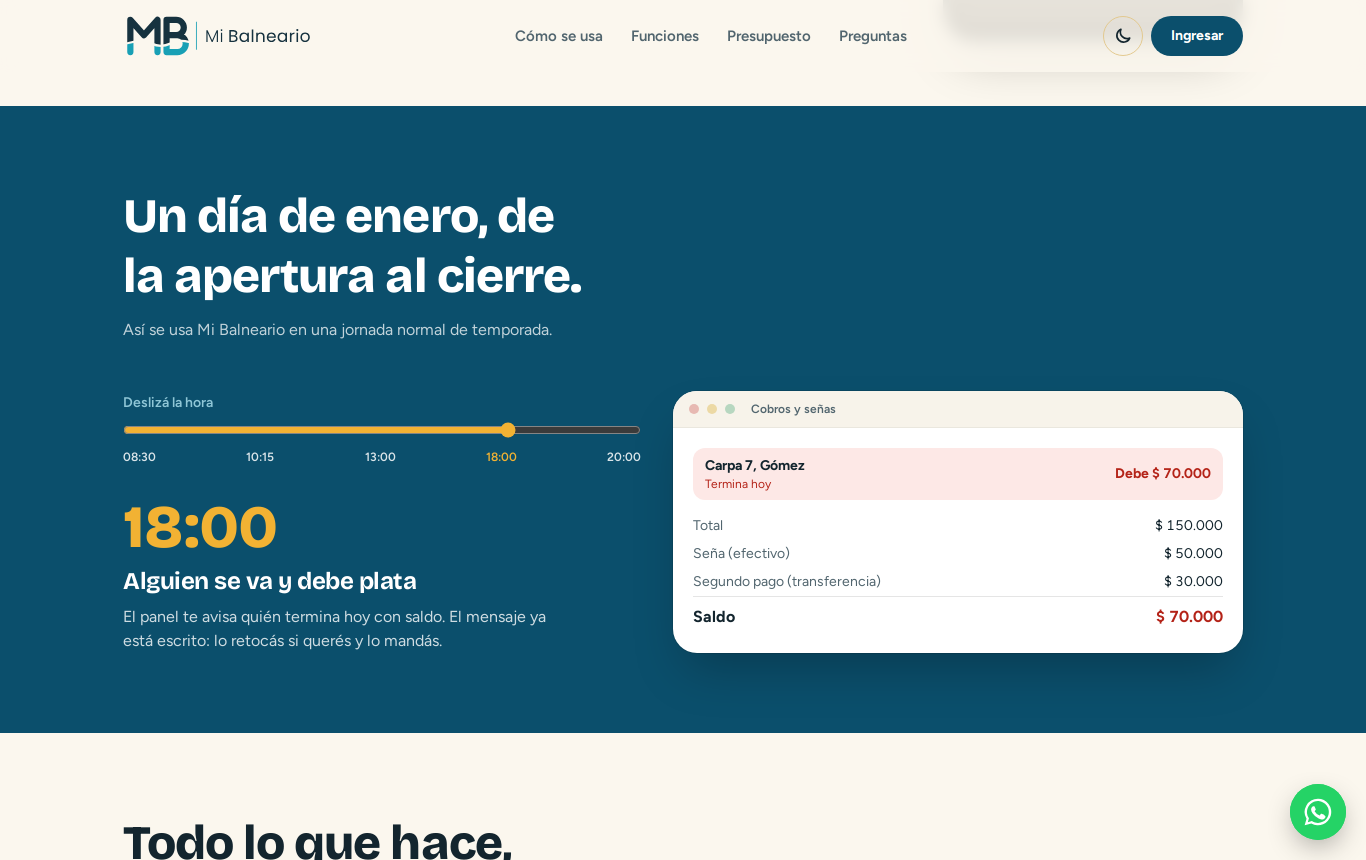 MB Mi Balneario
Cómo se usa
Funciones
Presupuesto
Preguntas
Ingresar
Un día de enero, de
la apertura al cierre.
Así se usa Mi Balneario en una jornada normal de temporada.
Deslizá la hora
08:30 10:15 13:00 18:00 20:00
18:00
Alguien se va y debe plata
El panel te avisa quién termina hoy con saldo. El mensaje ya
está escrito: lo retocás si querés y lo mandás.
Cobros y señas
Carpa 7, Gómez
Termina hoy
Debe $ 70.000
Total $ 150.000
Seña (efectivo) $ 50.000
Segundo pago (transferencia) $ 30.000
Saldo $ 70.000
Todo lo que hace,